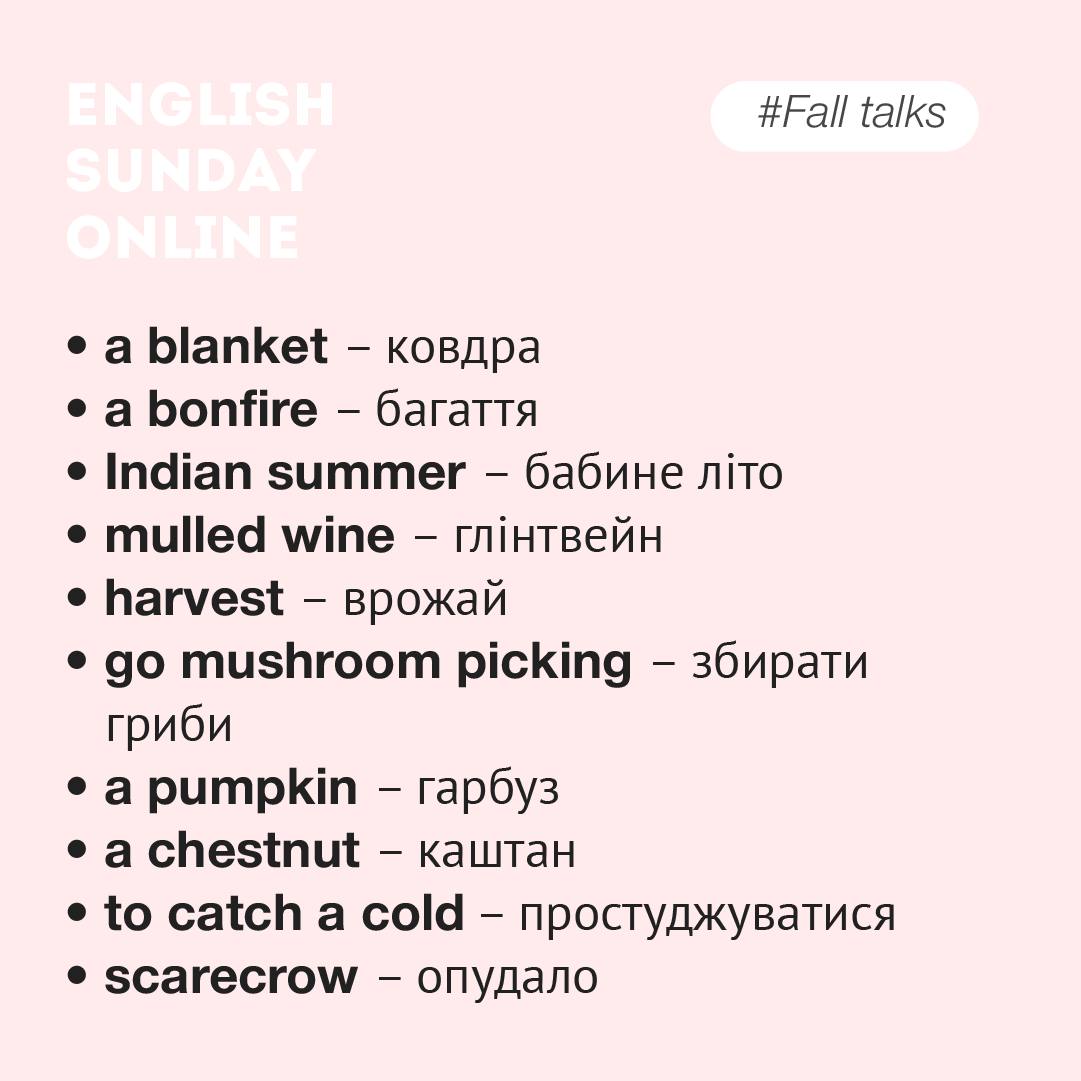 ENGLISH
SUNDAY
ONLINE
#Fall talks
• a blanket – ковдра
• a bonfire – багаття
• Indian summer – бабине літо
• mulled wine – глінтвейн
• harvest – врожай
• go mushroom picking – збирати
гриби
• a pumpkin – гарбуз
• a chestnut – каштан
• to catch a cold – простуджуватися
• scarecrow – опудало